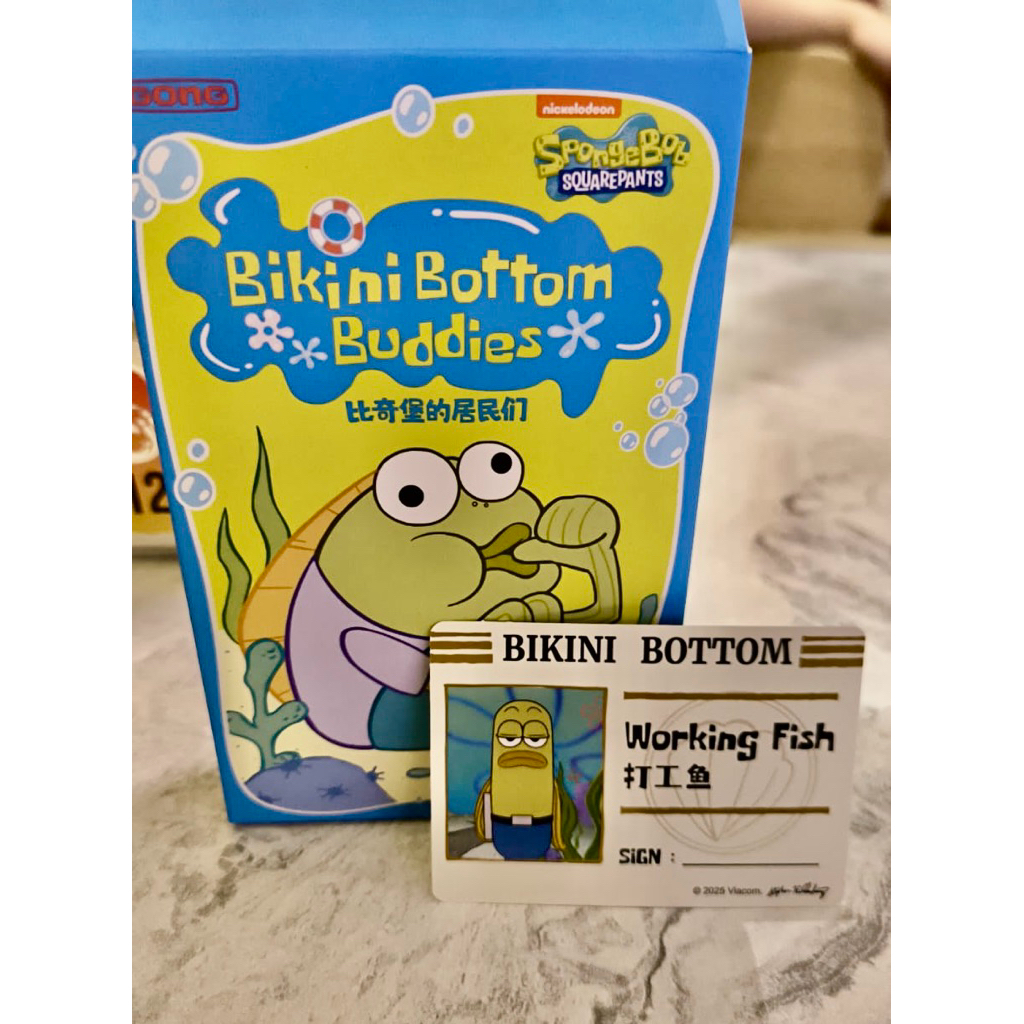 nickelodeon
SpongeBob
SQUAREPANTS
Bikini Bottom
Buddies
比奇堡的居民们
12
BIKINI BOTTOM
Working Fish
打工鱼
SiGN :
© 2025 Viacom.